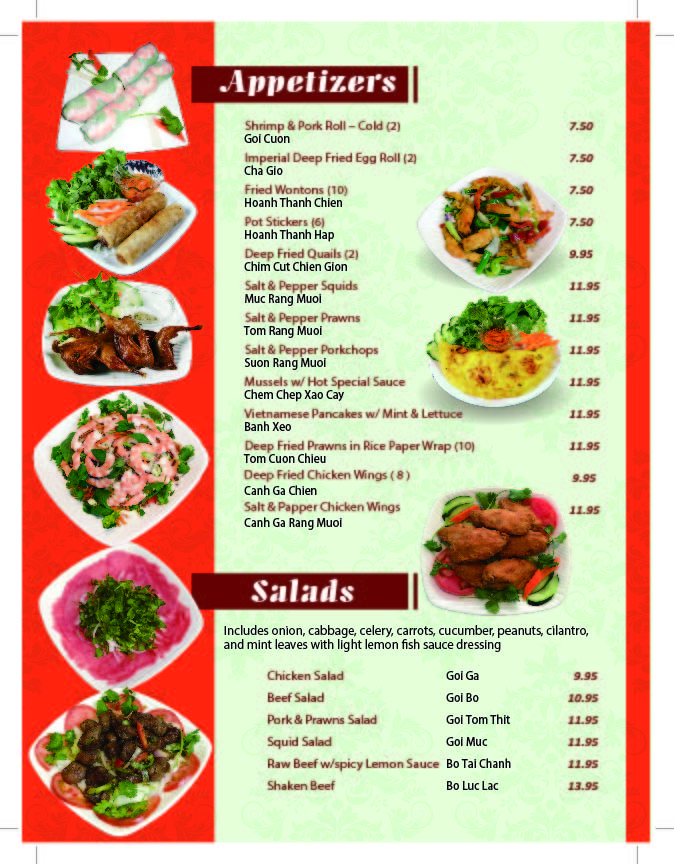 Appetizers
Shrimp & Pork Roll – Cold (2) 7.50
Goi Cuon
Imperial Deep Fried Egg Roll (2) 7.50
Cha Gio
Fried Wontons (10) 7.50
Hoanh Thanh Chien
Pot Stickers (6) 7.50
Hoanh Thanh Hap
Deep Fried Quails (2) 9.95
Chim Cut Chien Gion
Salt & Pepper Squids 11.95
Muc Rang Muoi
Salt & Pepper Prawns 11.95
Tom Rang Muoi
Salt & Pepper Porkchops 11.95
Suon Rang Muoi
Mussels w/ Hot Special Sauce 11.95
Chem Chep Xao Cay
Vietnamese Pancakes w/ Mint & Lettuce 11.95
Banh Xeo
Deep Fried Prawns in Rice Paper Wrap (10) 11.95
Tom Cuon Chieu
Deep Fried Chicken Wings ( 8 ) 9.95
Canh Ga Chien
Salt & Papper Chicken Wings 11.95
Canh Ga Rang Muoi
Salads
Includes onion, cabbage, celery, carrots, cucumber, peanuts, cilantro,
and mint leaves with light lemon fish sauce dressing
Chicken Salad Goi Ga 9.95
Beef Salad Goi Bo 10.95
Pork & Prawns Salad Goi Tom Thit 11.95
Squid Salad Goi Muc 11.95
Raw Beef w/spicy Lemon Sauce Bo Tai Chanh 11.95
Shaken Beef Bo Luc Lac 13.95